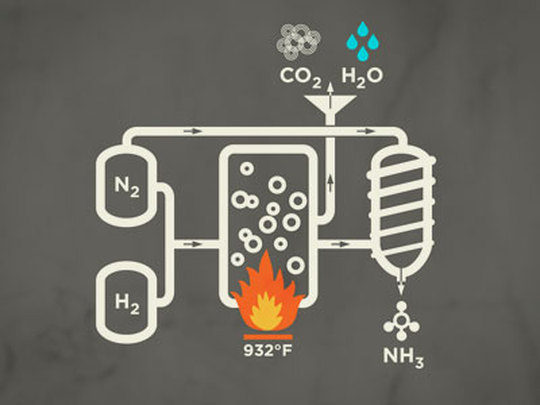 CO₂ H₂O
N₂
H₂
932°F
NH₃